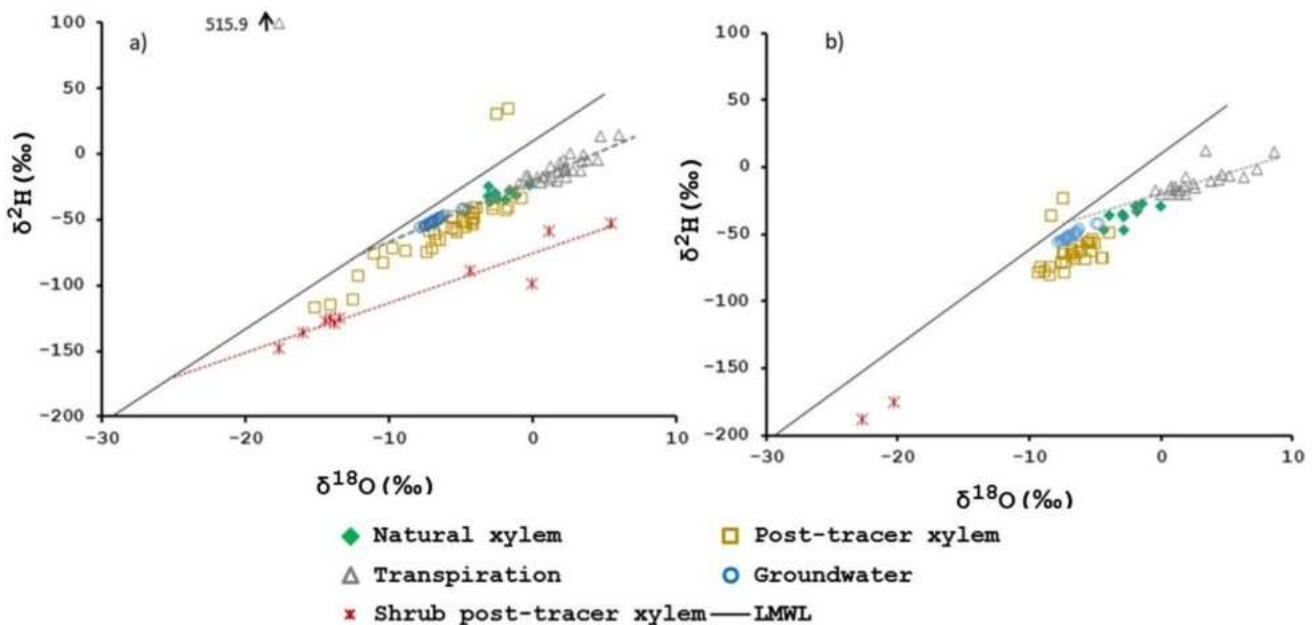 100
515.9
a)
50
0
−50
−100
−150
−200
−30
−20
−10
0
10
δ²H (‰)
δ¹⁸O (‰)
100
b)
50
0
−50
−100
−150
−200
−30
−20
−10
0
10
δ²H (‰)
δ¹⁸O (‰)
Natural xylem
Post-tracer xylem
Transpiration
Groundwater
Shrub post-tracer xylem
LMWL